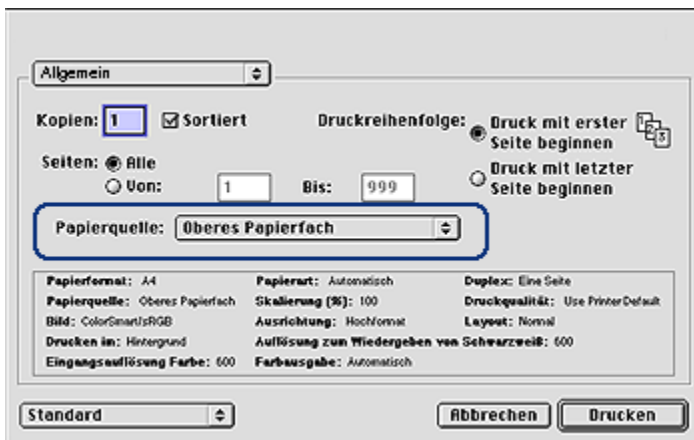 Allgemein
Kopien: 1 Sortiert Druckreihenfolge: Druck mit erster Seite beginnen 1 2 3
Seiten: Alle Druck mit letzter Seite beginnen
Von: 1 Bis: 999
Papierquelle: Oberes Papierfach
Papierformat: A4 Papierart: Automatisch Duplex: Eine Seite
Papierquelle: Oberes Papierfach Skalierung (%): 100 Druckqualität: Use Printer Default
Bild: ColorSmart/sRGB Ausrichtung: Hochformat Layout: Normal
Drucken im: Hintergrund Auflösung zum Wiedergeben von Schwarzweiß: 600
Eingangsauflösung Farbe: 600 Farbausgabe: Automatisch
Standard Abbrechen Drucken